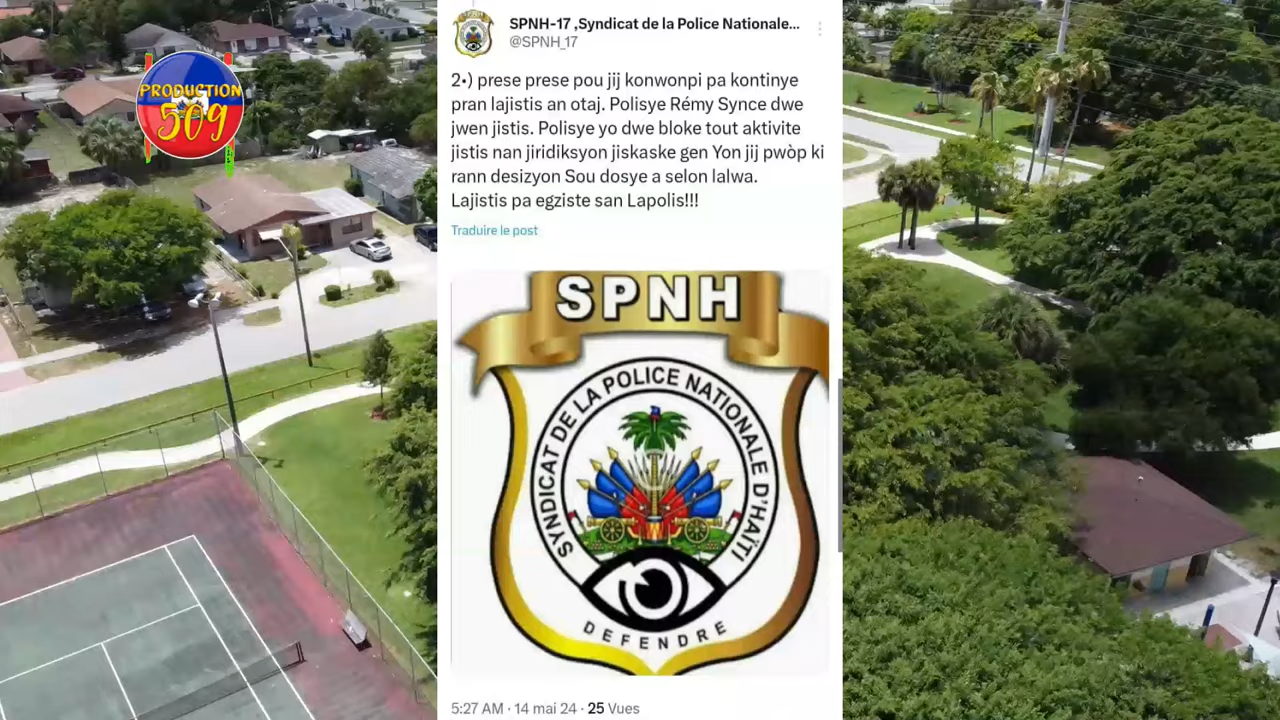 PRODUCTION
509
SPNH-17 ,Syndicat de la Police Nationale...
@SPNH_17
2•) prese prese pou jij konwonpi pa kontinye
pran lajistis an otaj. Polisye Rémy Synce dwe
jwen jistis. Polisye yo dwe bloke tout aktivite
jistis nan jiridiksyon jiskaske gen Yon jij pwòp ki
rann desizyon Sou dosye a selon lalwa.
Lajistis pa egziste san Lapolis!!!
Traduire le post
SPNH
SYNDICAT DE LA POLICE NATIONALE D'HAÏTI
DEFENDRE
5:27 AM · 14 mai 24 · 25 Vues